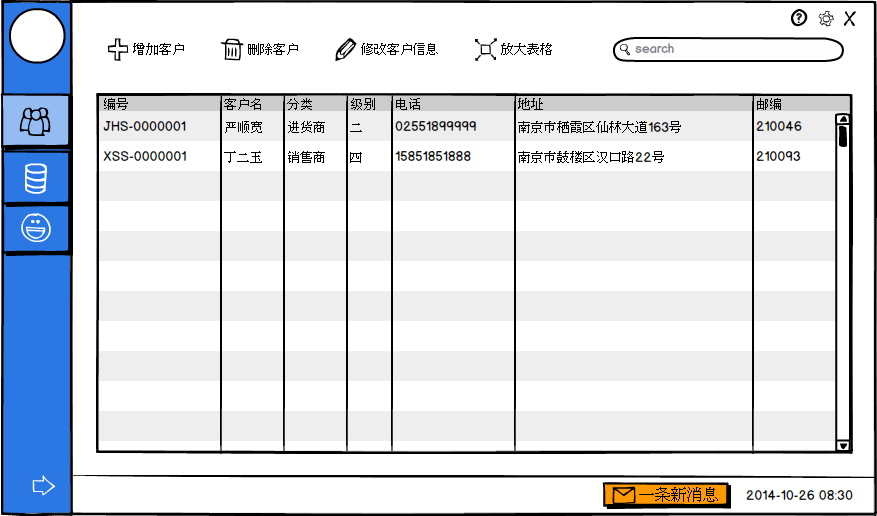 增加客户 删除客户 修改客户信息 放大表格 search
编号 客户名 分类 级别 电话 地址 邮编
JHS-0000001 严顺宽 进货商 二 02551899999 南京市栖霞区仙林大道163号 210046
XSS-0000001 丁二玉 销售商 四 15851851888 南京市鼓楼区汉口路22号 210093
一条新消息 2014-10-26 08:30